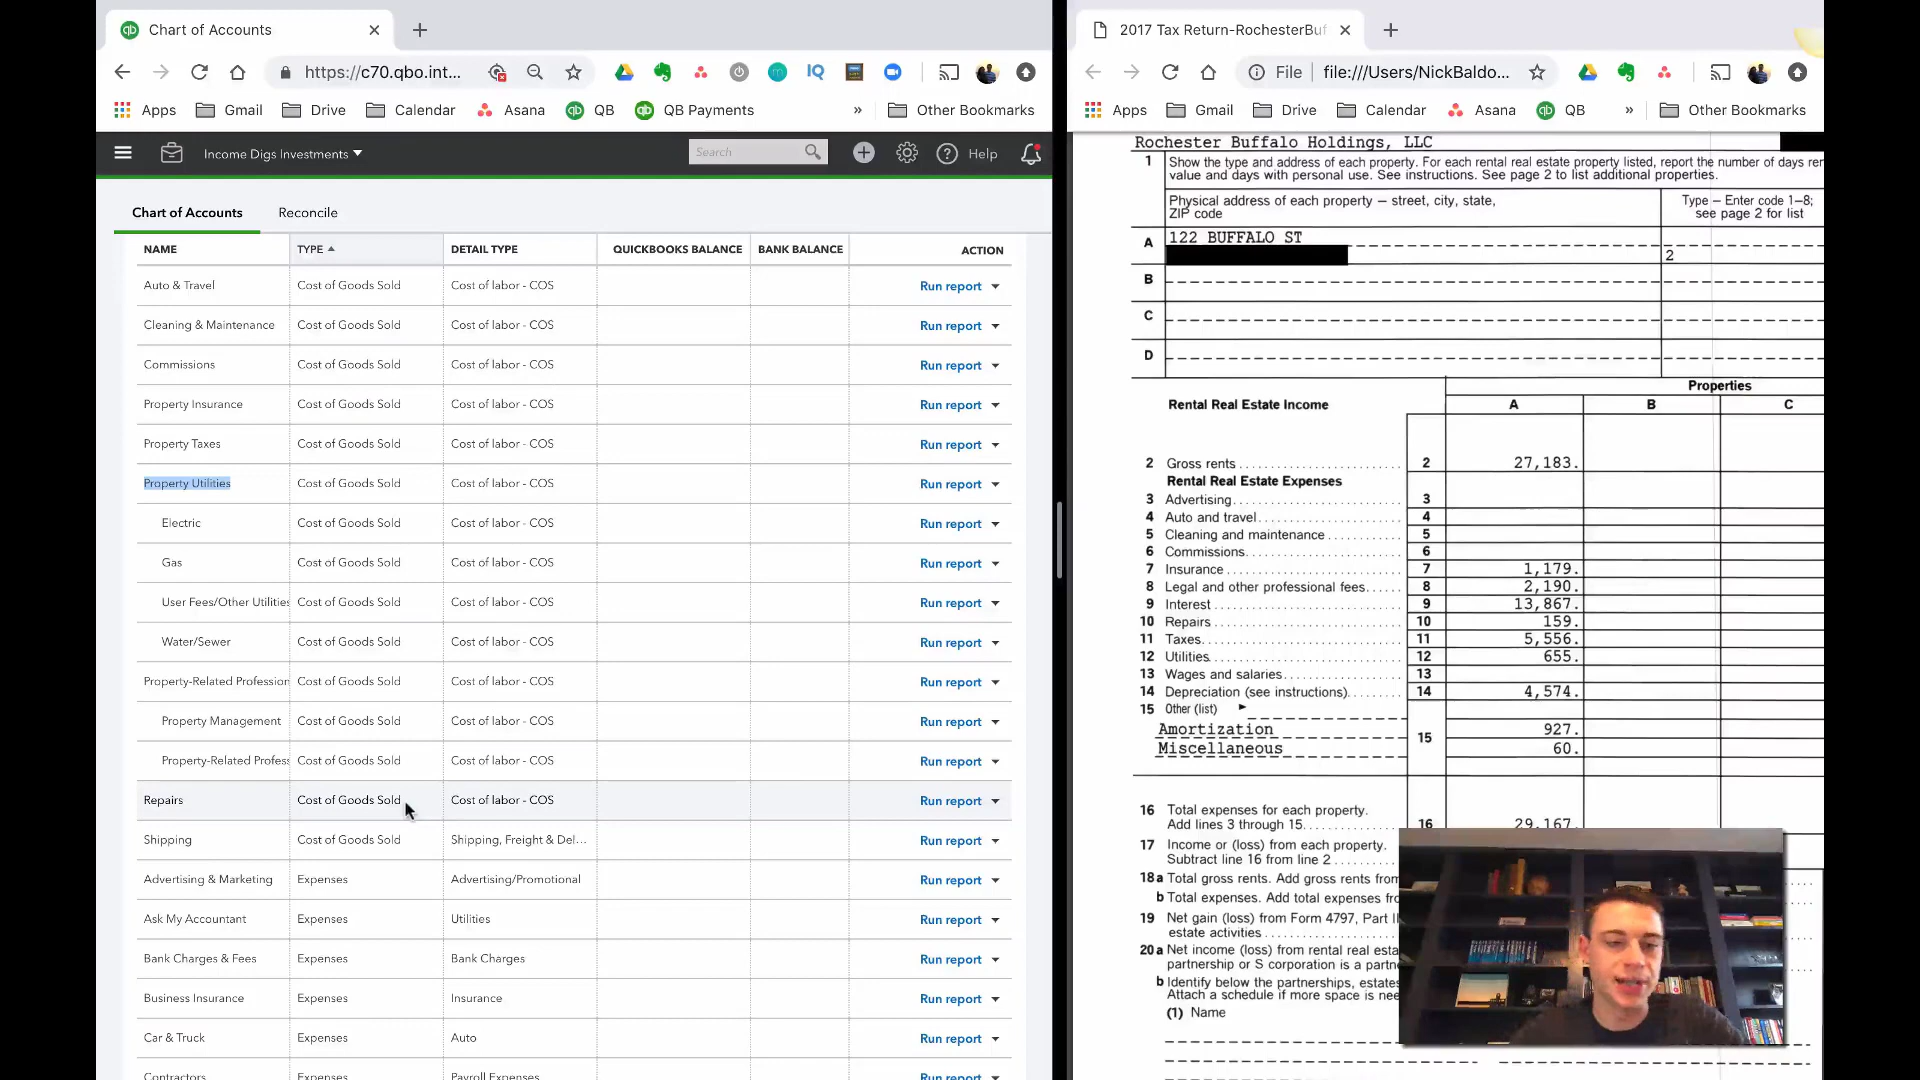 Chart of Accounts
https://c70.qbo.int...
IQ
Apps
Gmail
Drive
Calendar
Asana
QB
QB Payments
»
Other Bookmarks
Income Digs Investments
Search
Help
Chart of Accounts
Reconcile
NAME TYPE DETAIL TYPE QUICKBOOKS BALANCE BANK BALANCE ACTION
Auto & Travel Cost of Goods Sold Cost of labor - COS Run report
Cleaning & Maintenance Cost of Goods Sold Cost of labor - COS Run report
Commissions Cost of Goods Sold Cost of labor - COS Run report
Property Insurance Cost of Goods Sold Cost of labor - COS Run report
Property Taxes Cost of Goods Sold Cost of labor - COS Run report
Property Utilities Cost of Goods Sold Cost of labor - COS Run report
Electric Cost of Goods Sold Cost of labor - COS Run report
Gas Cost of Goods Sold Cost of labor - COS Run report
User Fees/Other Utilities Cost of Goods Sold Cost of labor - COS Run report
Water/Sewer Cost of Goods Sold Cost of labor - COS Run report
Property-Related Profession Cost of Goods Sold Cost of labor - COS Run report
Property Management Cost of Goods Sold Cost of labor - COS Run report
Property-Related Profes Cost of Goods Sold Cost of labor - COS Run report
Repairs Cost of Goods Sold Cost of labor - COS Run report
Shipping Cost of Goods Sold Shipping, Freight & Del... Run report
Advertising & Marketing Expenses Advertising/Promotional Run report
Ask My Accountant Expenses Utilities Run report
Bank Charges & Fees Expenses Bank Charges Run report
Business Insurance Expenses Insurance Run report
Car & Truck Expenses Auto Run report
Contractors Expenses Payroll Expenses Run report
2017 Tax Return-RochesterBuf
File file:///Users/NickBaldo...
Apps
Gmail
Drive
Calendar
Asana
QB
»
Other Bookmarks
Rochester Buffalo Holdings, LLC
1 Show the type and address of each property. For each rental real estate property listed, report the number of days ren
value and days with personal use. See instructions. See page 2 to list additional properties.
Physical address of each property – street, city, state,
ZIP code
Type – Enter code 1–8;
see page 2 for list
A 122 BUFFALO ST
2
B
C
D
Properties
Rental Real Estate Income A B C
2 Gross rents 2 27,183.
Rental Real Estate Expenses
3 Advertising 3
4 Auto and travel 4
5 Cleaning and maintenance 5
6 Commissions 6
7 Insurance 7 1,179.
8 Legal and other professional fees 8 2,190.
9 Interest 9 13,867.
10 Repairs 10 159.
11 Taxes 11 5,556.
12 Utilities 12 655.
13 Wages and salaries 13
14 Depreciation (see instructions) 14 4,574.
15 Other (list) ►
Amortization 15 927.
Miscellaneous 60.
16 Total expenses for each property.
Add lines 3 through 15 16 29,167.
17 Income or (loss) from each property.
Subtract line 16 from line 2
18a Total gross rents. Add gross rents from
b Total expenses. Add total expenses fro
19 Net gain (loss) from Form 4797, Part II
estate activities
20a Net income (loss) from rental real esta
partnership or S corporation is a partn
b Identify below the partnerships, estates
Attach a schedule if more space is nee
(1) Name